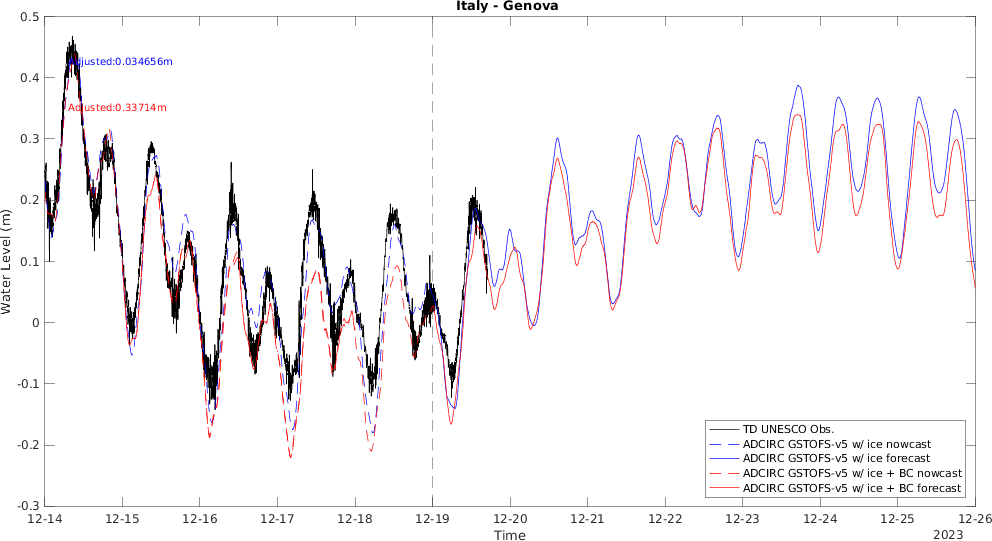 Italy - Genova
Water Level (m)
0.5
0.4
0.3
0.2
0.1
0
-0.1
-0.2
-0.3
Adjusted:0.034656m
Adjusted:0.33714m
TD UNESCO Obs.
ADCIRC GSTOFS-v5 w/ ice nowcast
ADCIRC GSTOFS-v5 w/ ice forecast
ADCIRC GSTOFS-v5 w/ ice + BC nowcast
ADCIRC GSTOFS-v5 w/ ice + BC forecast
12-14 12-15 12-16 12-17 12-18 12-19 12-20 12-21 12-22 12-23 12-24 12-25 12-26
Time
2023